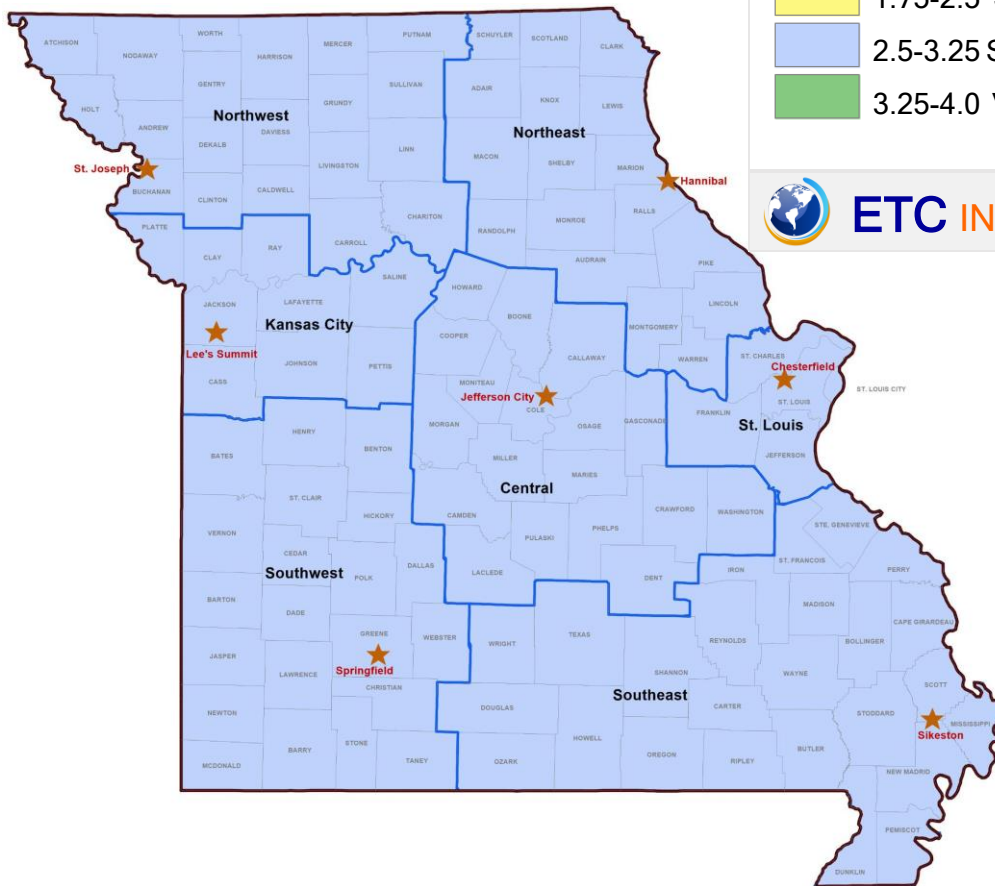 1.75-2.5
2.5-3.25 S
3.25-4.0 V
ETC IN
WORTH
PUTNAM
SCHUYLER
SCOTLAND
ATCHISON
NODAWAY
HARRISON
MERCER
CLARK
GENTRY
SULLIVAN
ADAIR
HOLT
GRUNDY
KNOX
LEWIS
Northwest
ANDREW
DAVIESS
Northeast
DEKALB
LINN
MACON
SHELBY
MARION
St. Joseph
LIVINGSTON
Hannibal
BUCHANAN
CLINTON
CALDWELL
RALLS
CHARITON
MONROE
PLATTE
RANDOLPH
CLAY
RAY
CARROLL
AUDRAIN
PIKE
SALINE
HOWARD
JACKSON
LAFAYETTE
BOONE
LINCOLN
Kansas City
MONTGOMERY
COOPER
Lee's Summit
JOHNSON
PETTIS
CALLAWAY
WARREN
ST. CHARLES
Chesterfield
CASS
MONITEAU
ST. LOUIS CITY
Jefferson City
COLE
ST. LOUIS
FRANKLIN
MORGAN
OSAGE
GASCONADE
St. Louis
HENRY
BENTON
BATES
MILLER
JEFFERSON
MARIES
Central
ST. CLAIR
CAMDEN
CRAWFORD
WASHINGTON
HICKORY
PHELPS
STE. GENEVIEVE
VERNON
PULASKI
CEDAR
ST. FRANCOIS
DALLAS
IRON
PERRY
Southwest
POLK
LACLEDE
DENT
BARTON
MADISON
DADE
CAPE GIRARDEAU
GREENE
WEBSTER
WRIGHT
TEXAS
REYNOLDS
BOLLINGER
JASPER
Springfield
LAWRENCE
SHANNON
WAYNE
CHRISTIAN
SCOTT
Southeast
NEWTON
DOUGLAS
CARTER
STODDARD
MISSISSIPPI
Sikeston
HOWELL
STONE
BARRY
BUTLER
OREGON
TANEY
OZARK
RIPLEY
MCDONALD
NEW MADRID
PEMISCOT
DUNKLIN